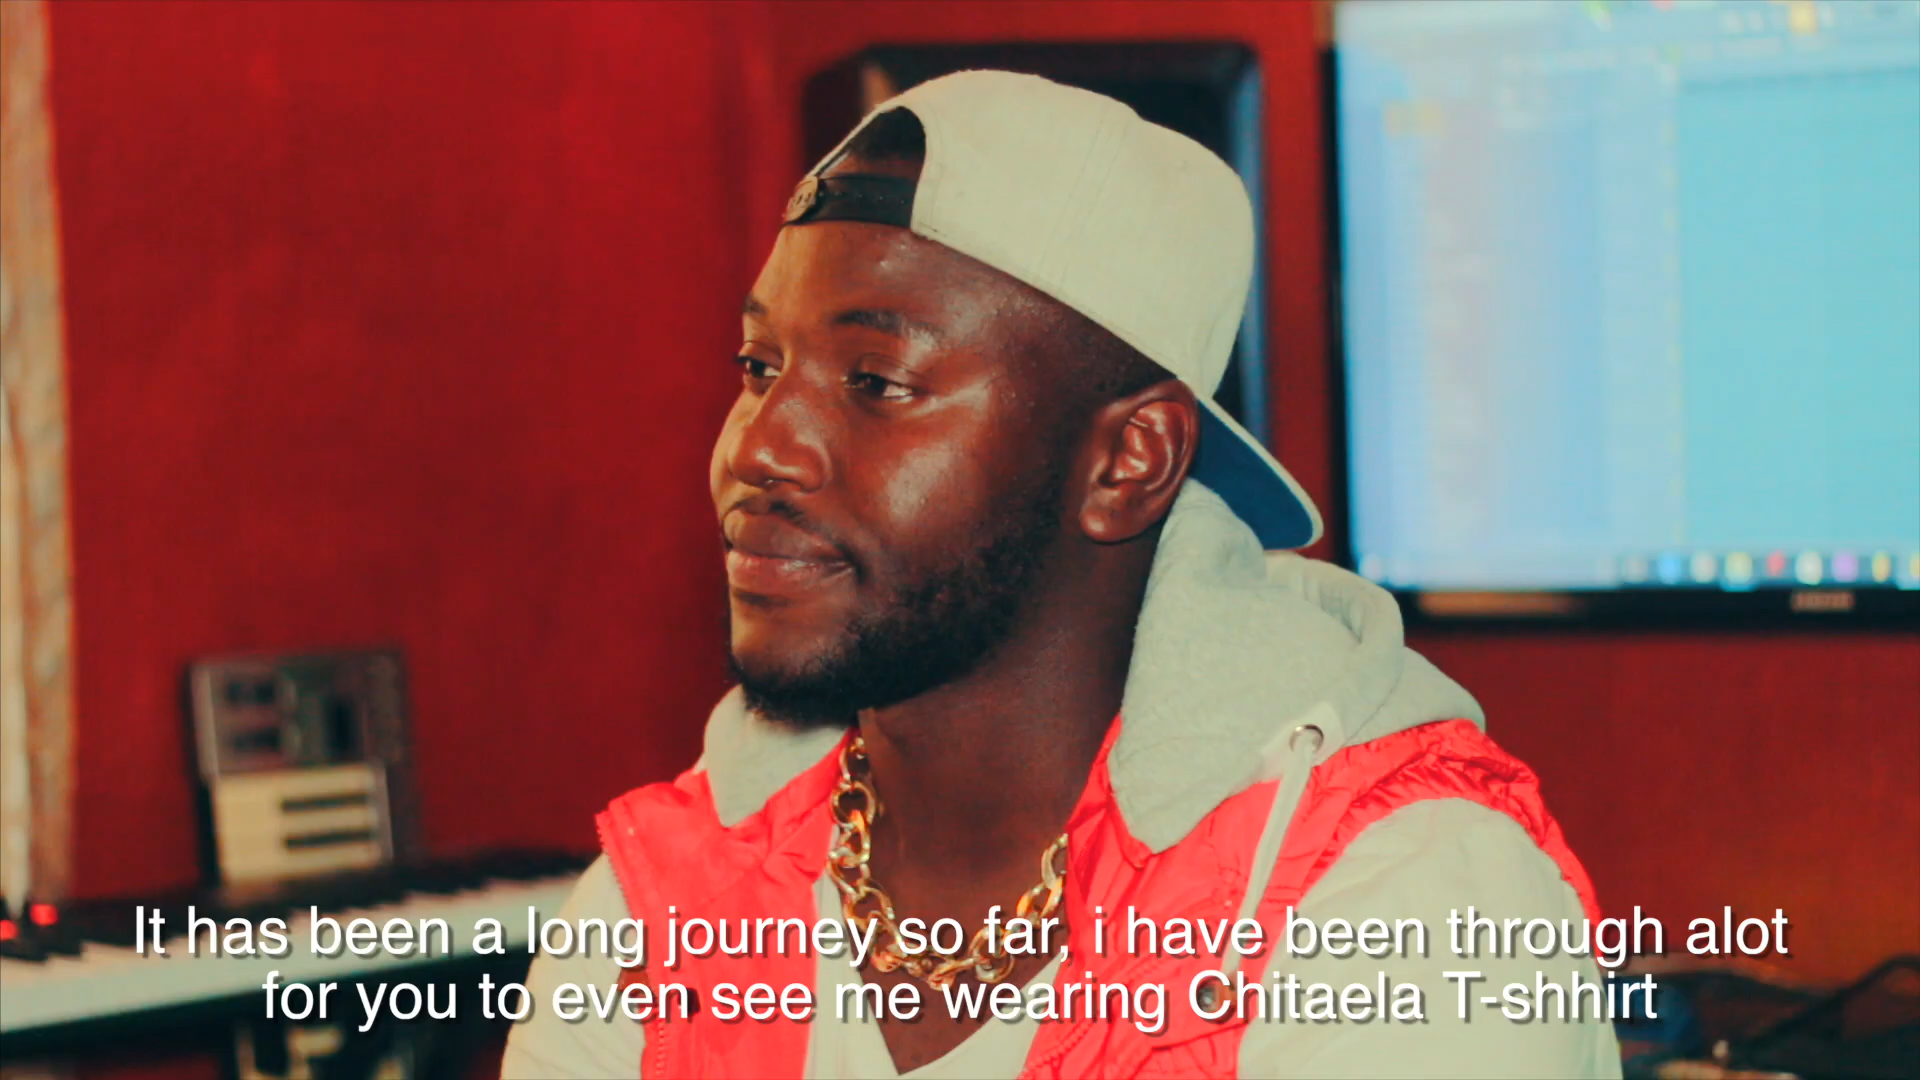 It has been a long journey so far, i have been through alot
for you to even see me wearing Chitaela T-shhirt